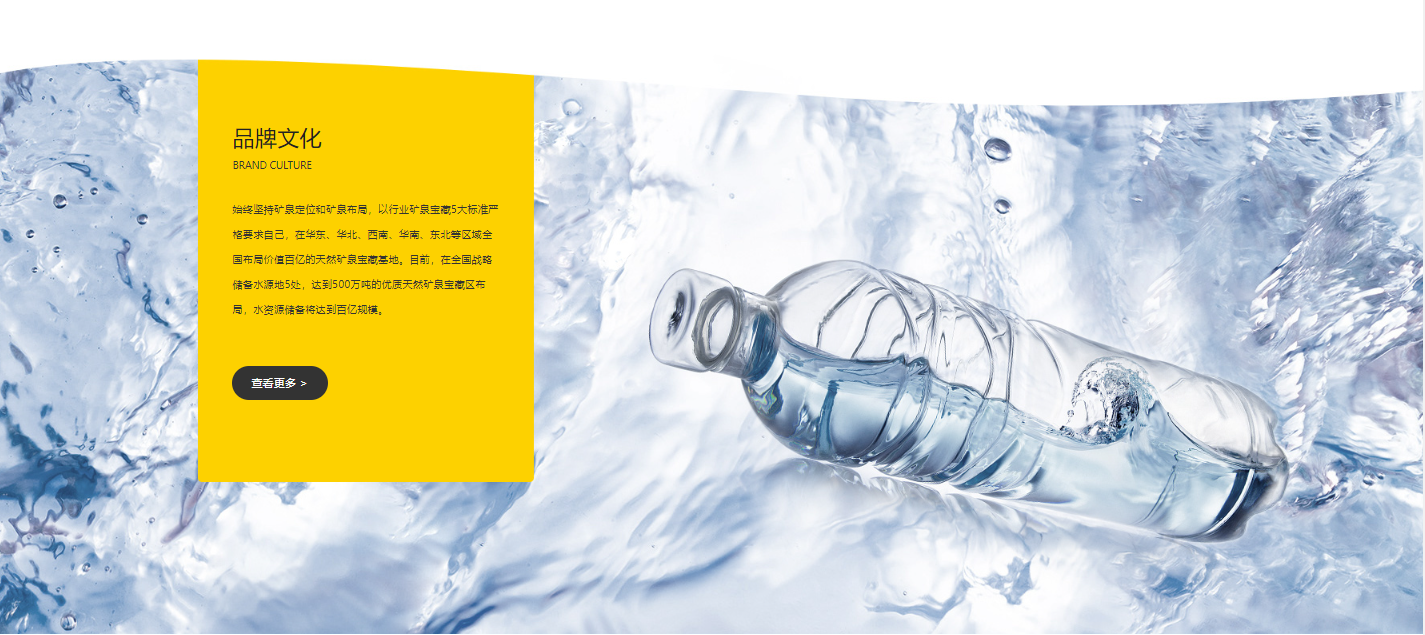 品牌文化
BRAND CULTURE
始终坚持矿泉定位和矿泉布局，以行业矿泉宝藏5大标准严
格要求自己，在华东、华北、西南、华南、东北等区域全
国布局价值百亿的天然矿泉宝藏基地。目前，在全国战略
储备水源地5处，达到500万吨的优质天然矿泉宝藏区布
局，水资源储备将达到百亿规模。
查看更多 >